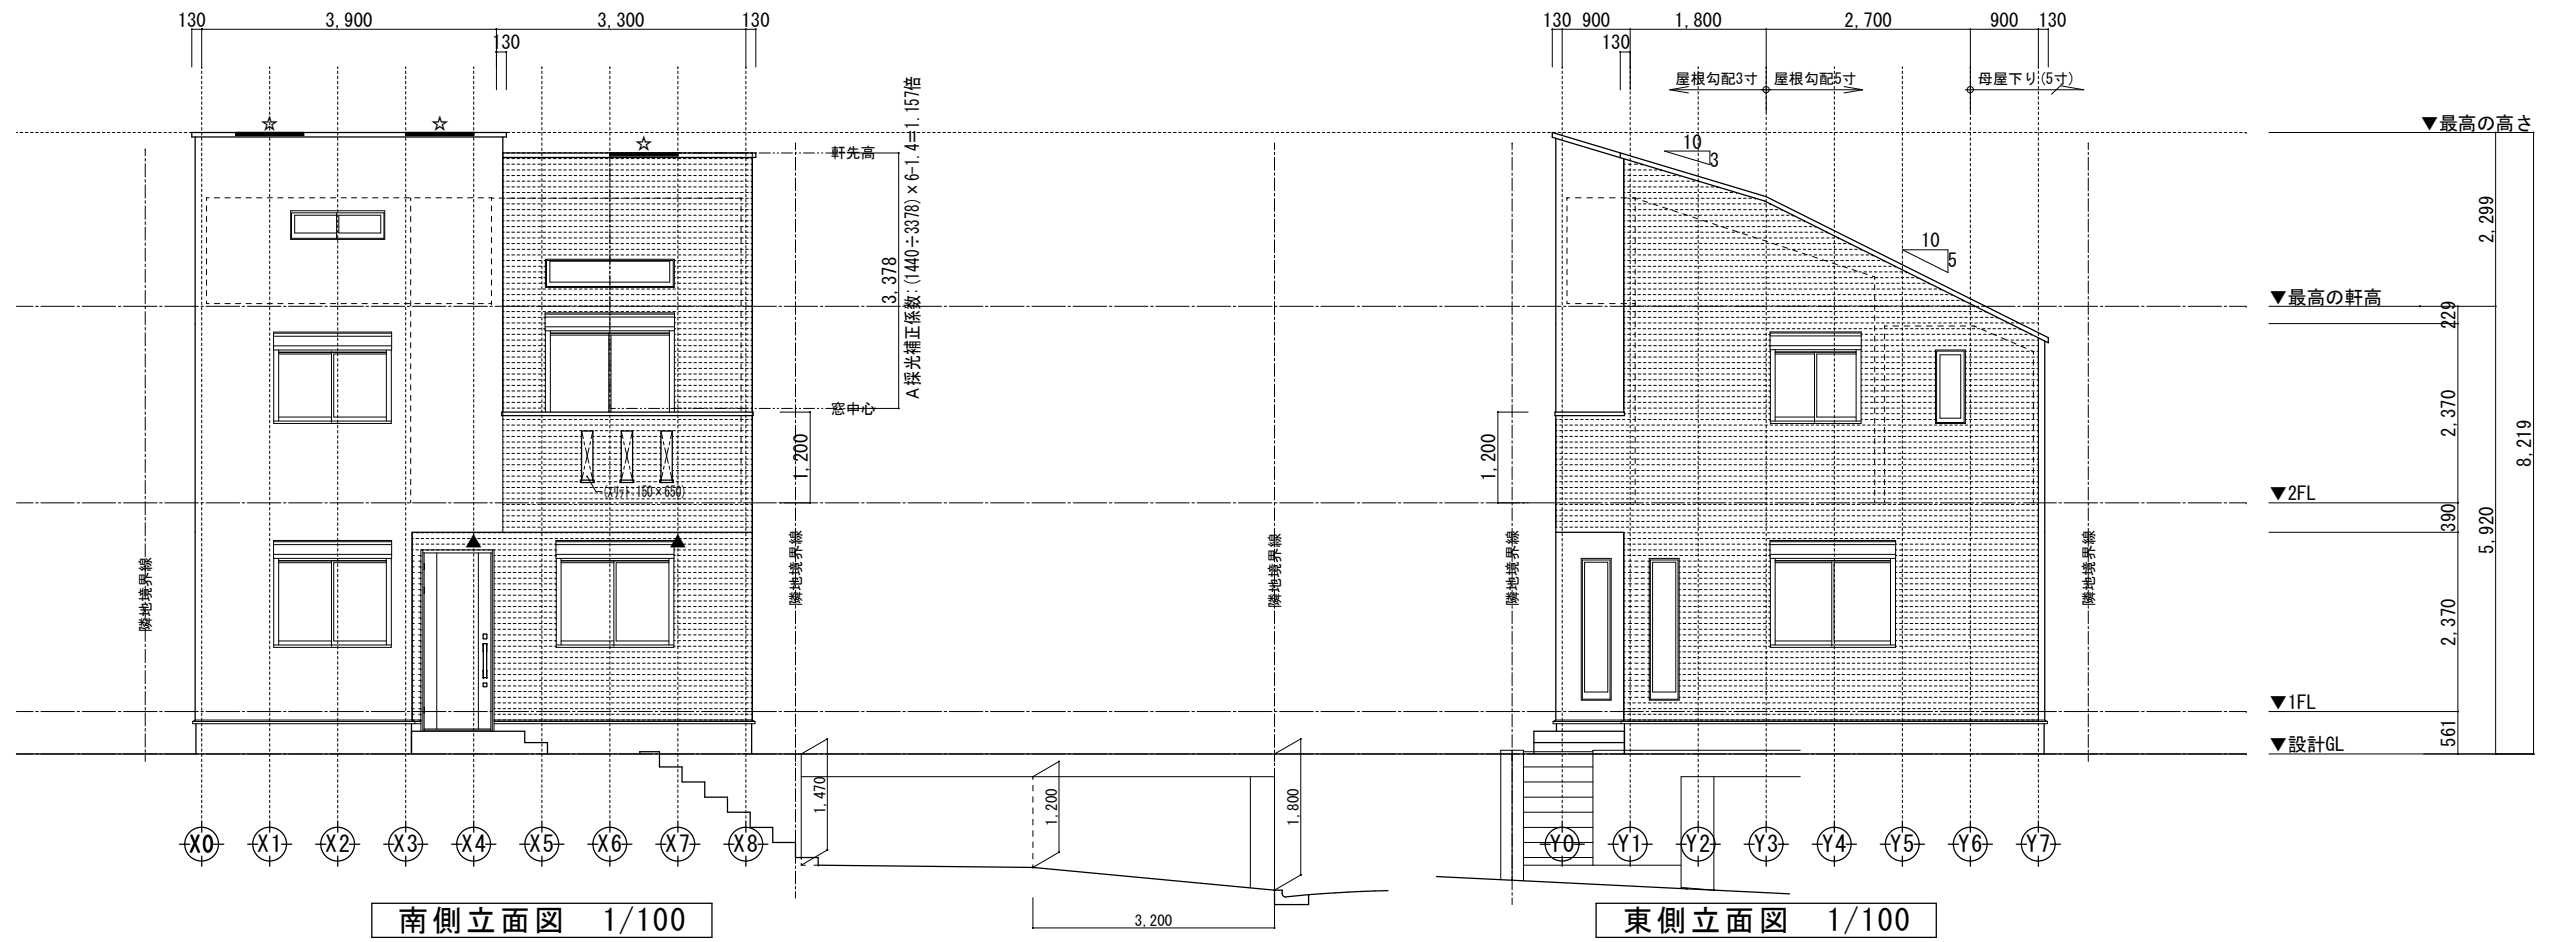 130 3,900 3,300 130
130
130 900 1,800 2,700 900 130
130
屋根勾配3寸 屋根勾配5寸 母屋下り(5寸)
☆ ☆ ☆
軒先高
3,378
A採光補正係数:(1440÷3378)×6-1.4=1.157倍
窓中心
1,200
(スリット 150×650)
▲ ▲
隣地境界線
隣地境界線
隣地境界線
隣地境界線
隣地境界線
10
3
10
5
1,200
▼最高の高さ
2,299
▼最高の軒高
229
2,370
8,219
▼2FL
390
5,920
2,370
▼1FL
561
▼設計GL
1,470
1,200
1,800
3,200
X0 X1 X2 X3 X4 X5 X6 X7 X8
Y0 Y1 Y2 Y3 Y4 Y5 Y6 Y7
南側立面図 1/100
東側立面図 1/100